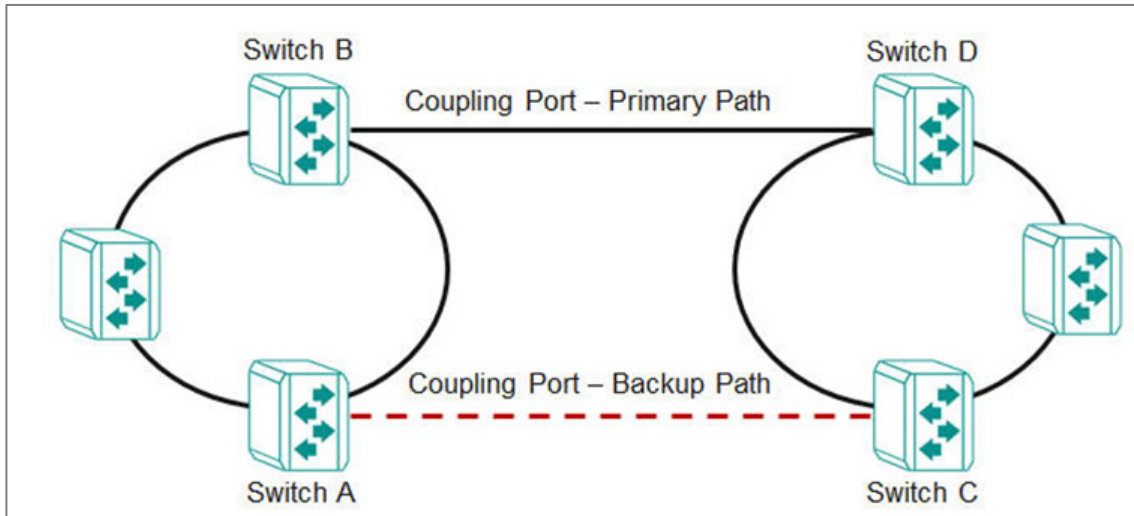 Switch B
Switch D
Coupling Port – Primary Path
Coupling Port – Backup Path
Switch A
Switch C